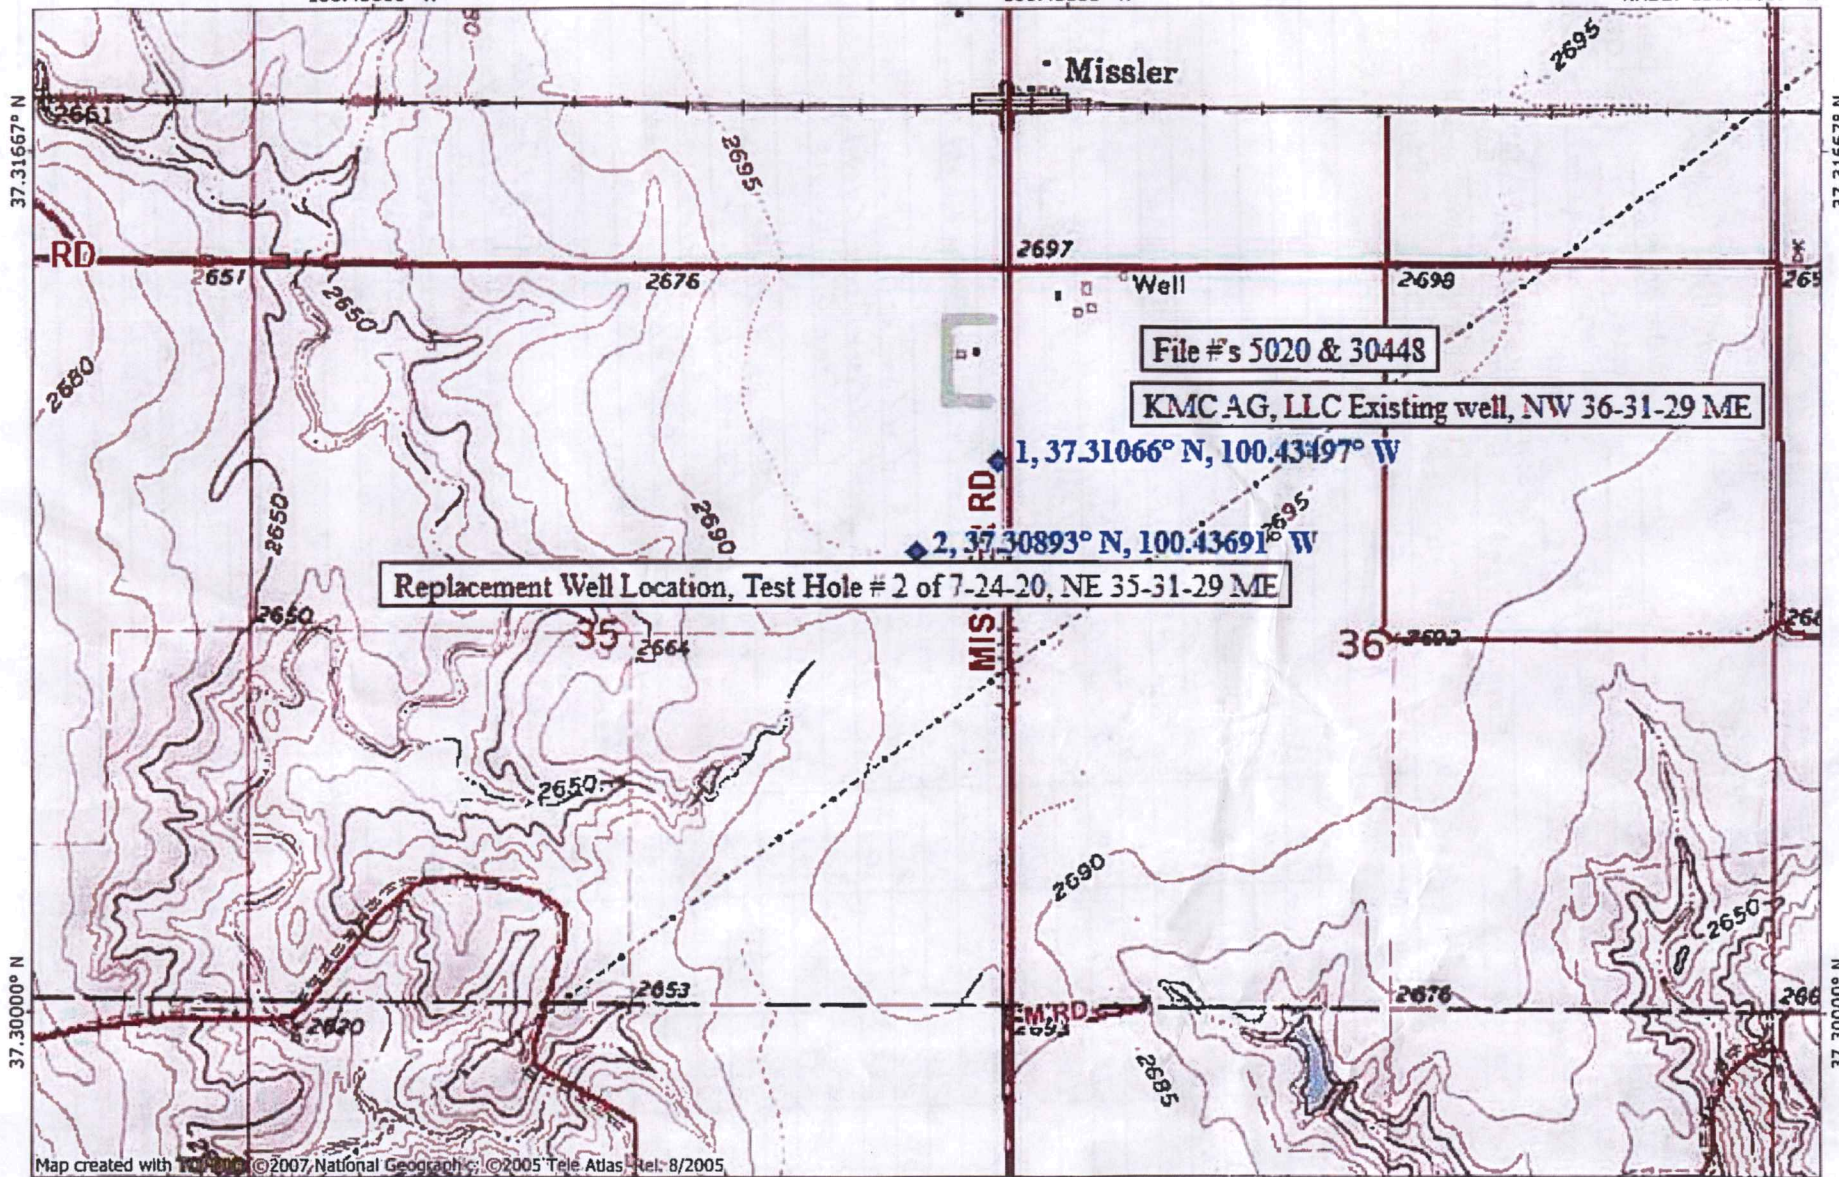 2695
Missler
2661
37.31667° N
2695
RD
2697
2651
2676
Well
2698
2650
File #'s 5020 & 30448
2680
KMC AG, LLC Existing well, NW 36-31-29 ME
1, 37.31066° N, 100.43497° W
RD
2695
2650
2690
2, 37.30893° N, 100.43691° W
Replacement Well Location, Test Hole # 2 of 7-24-20, NE 35-31-29 ME
2650
35
2664
MIS
36
2650
2690
2650
37.30000° N
2653
2676
M RD
2620
2685
Map created with ©2007 National Geographic; ©2005 Tele Atlas, Rel. 8/2005